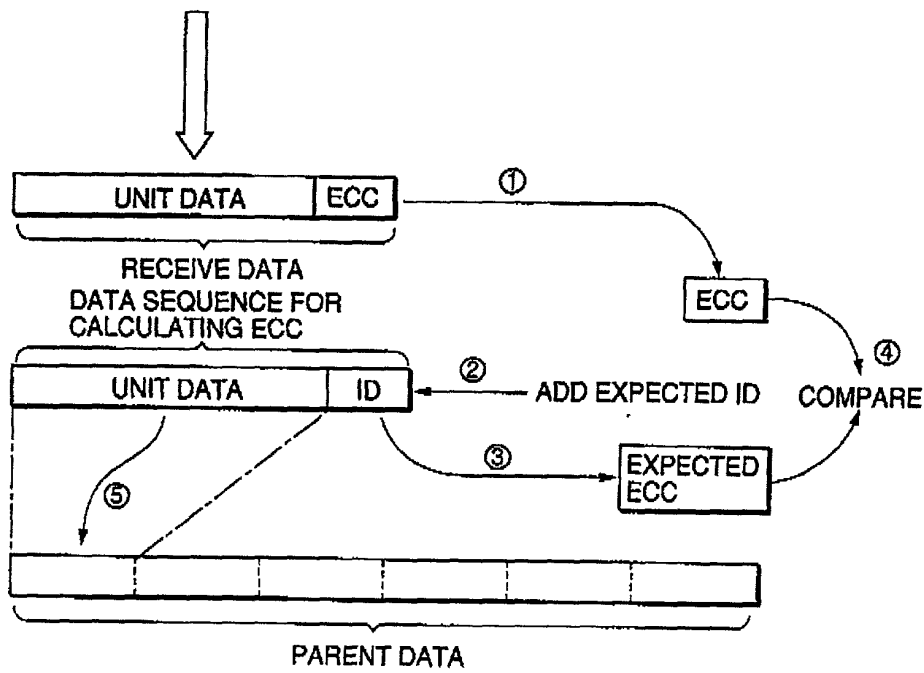 UNIT DATA ECC ①
RECEIVE DATA
ECC
DATA SEQUENCE FOR
CALCULATING ECC
④
UNIT DATA ID ② ADD EXPECTED ID COMPARE
③ EXPECTED
ECC
⑤
PARENT DATA